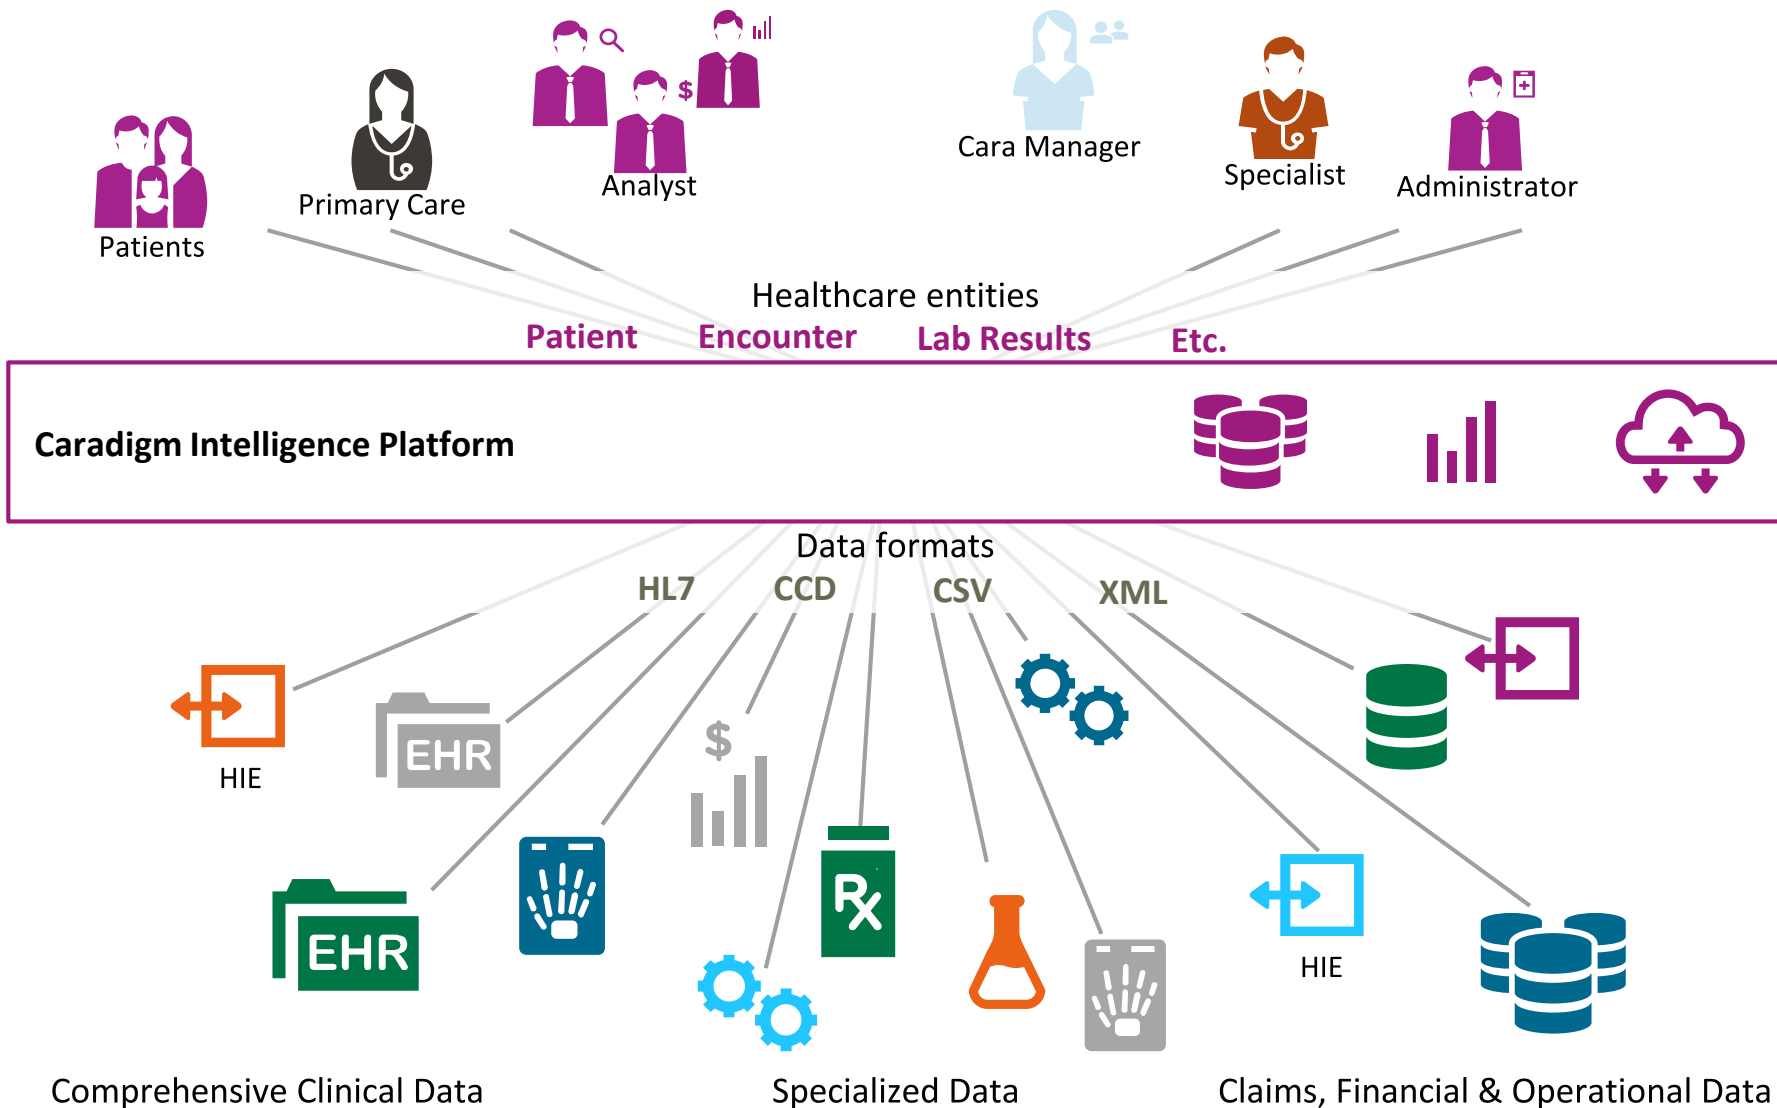 Cara Manager
Specialist
Administrator
Analyst
Primary Care
Patients
Healthcare entities
Patient
Encounter
Lab Results
Etc.
Caradigm Intelligence Platform
Data formats
HL7
CCD
CSV
XML
HIE
EHR
$
$
EHR
Rx
HIE
Comprehensive Clinical Data
Specialized Data
Claims, Financial & Operational Data